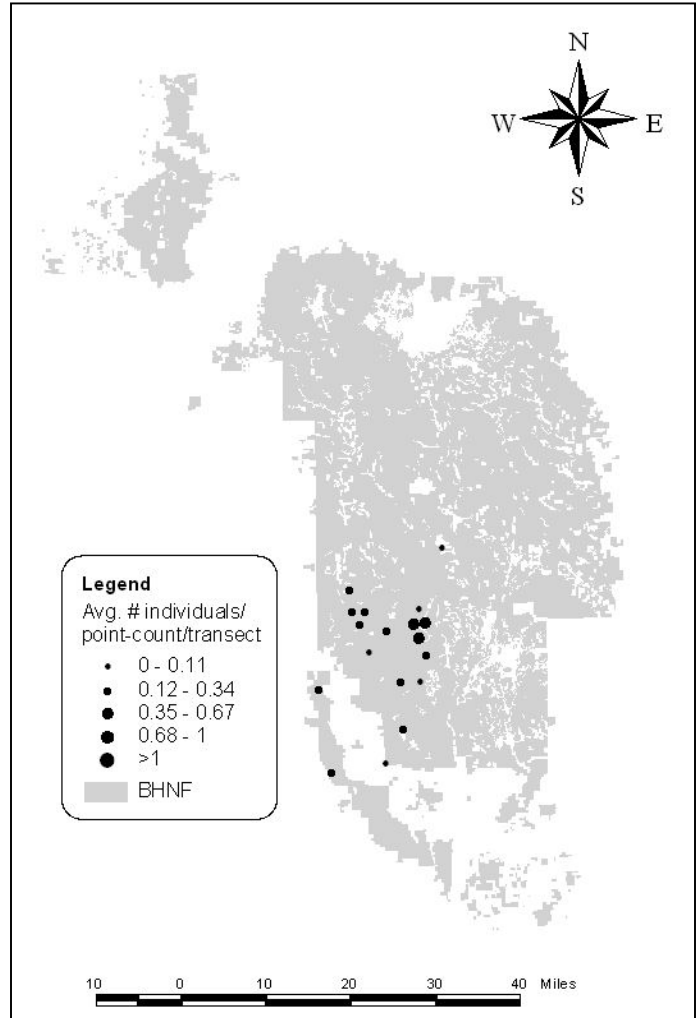 N
W E
S
Legend
Avg. # individuals/
point-count/transect
0 - 0.11
0.12 - 0.34
0.35 - 0.67
0.68 - 1
>1
BHNF
10 0 10 20 30 40 Miles